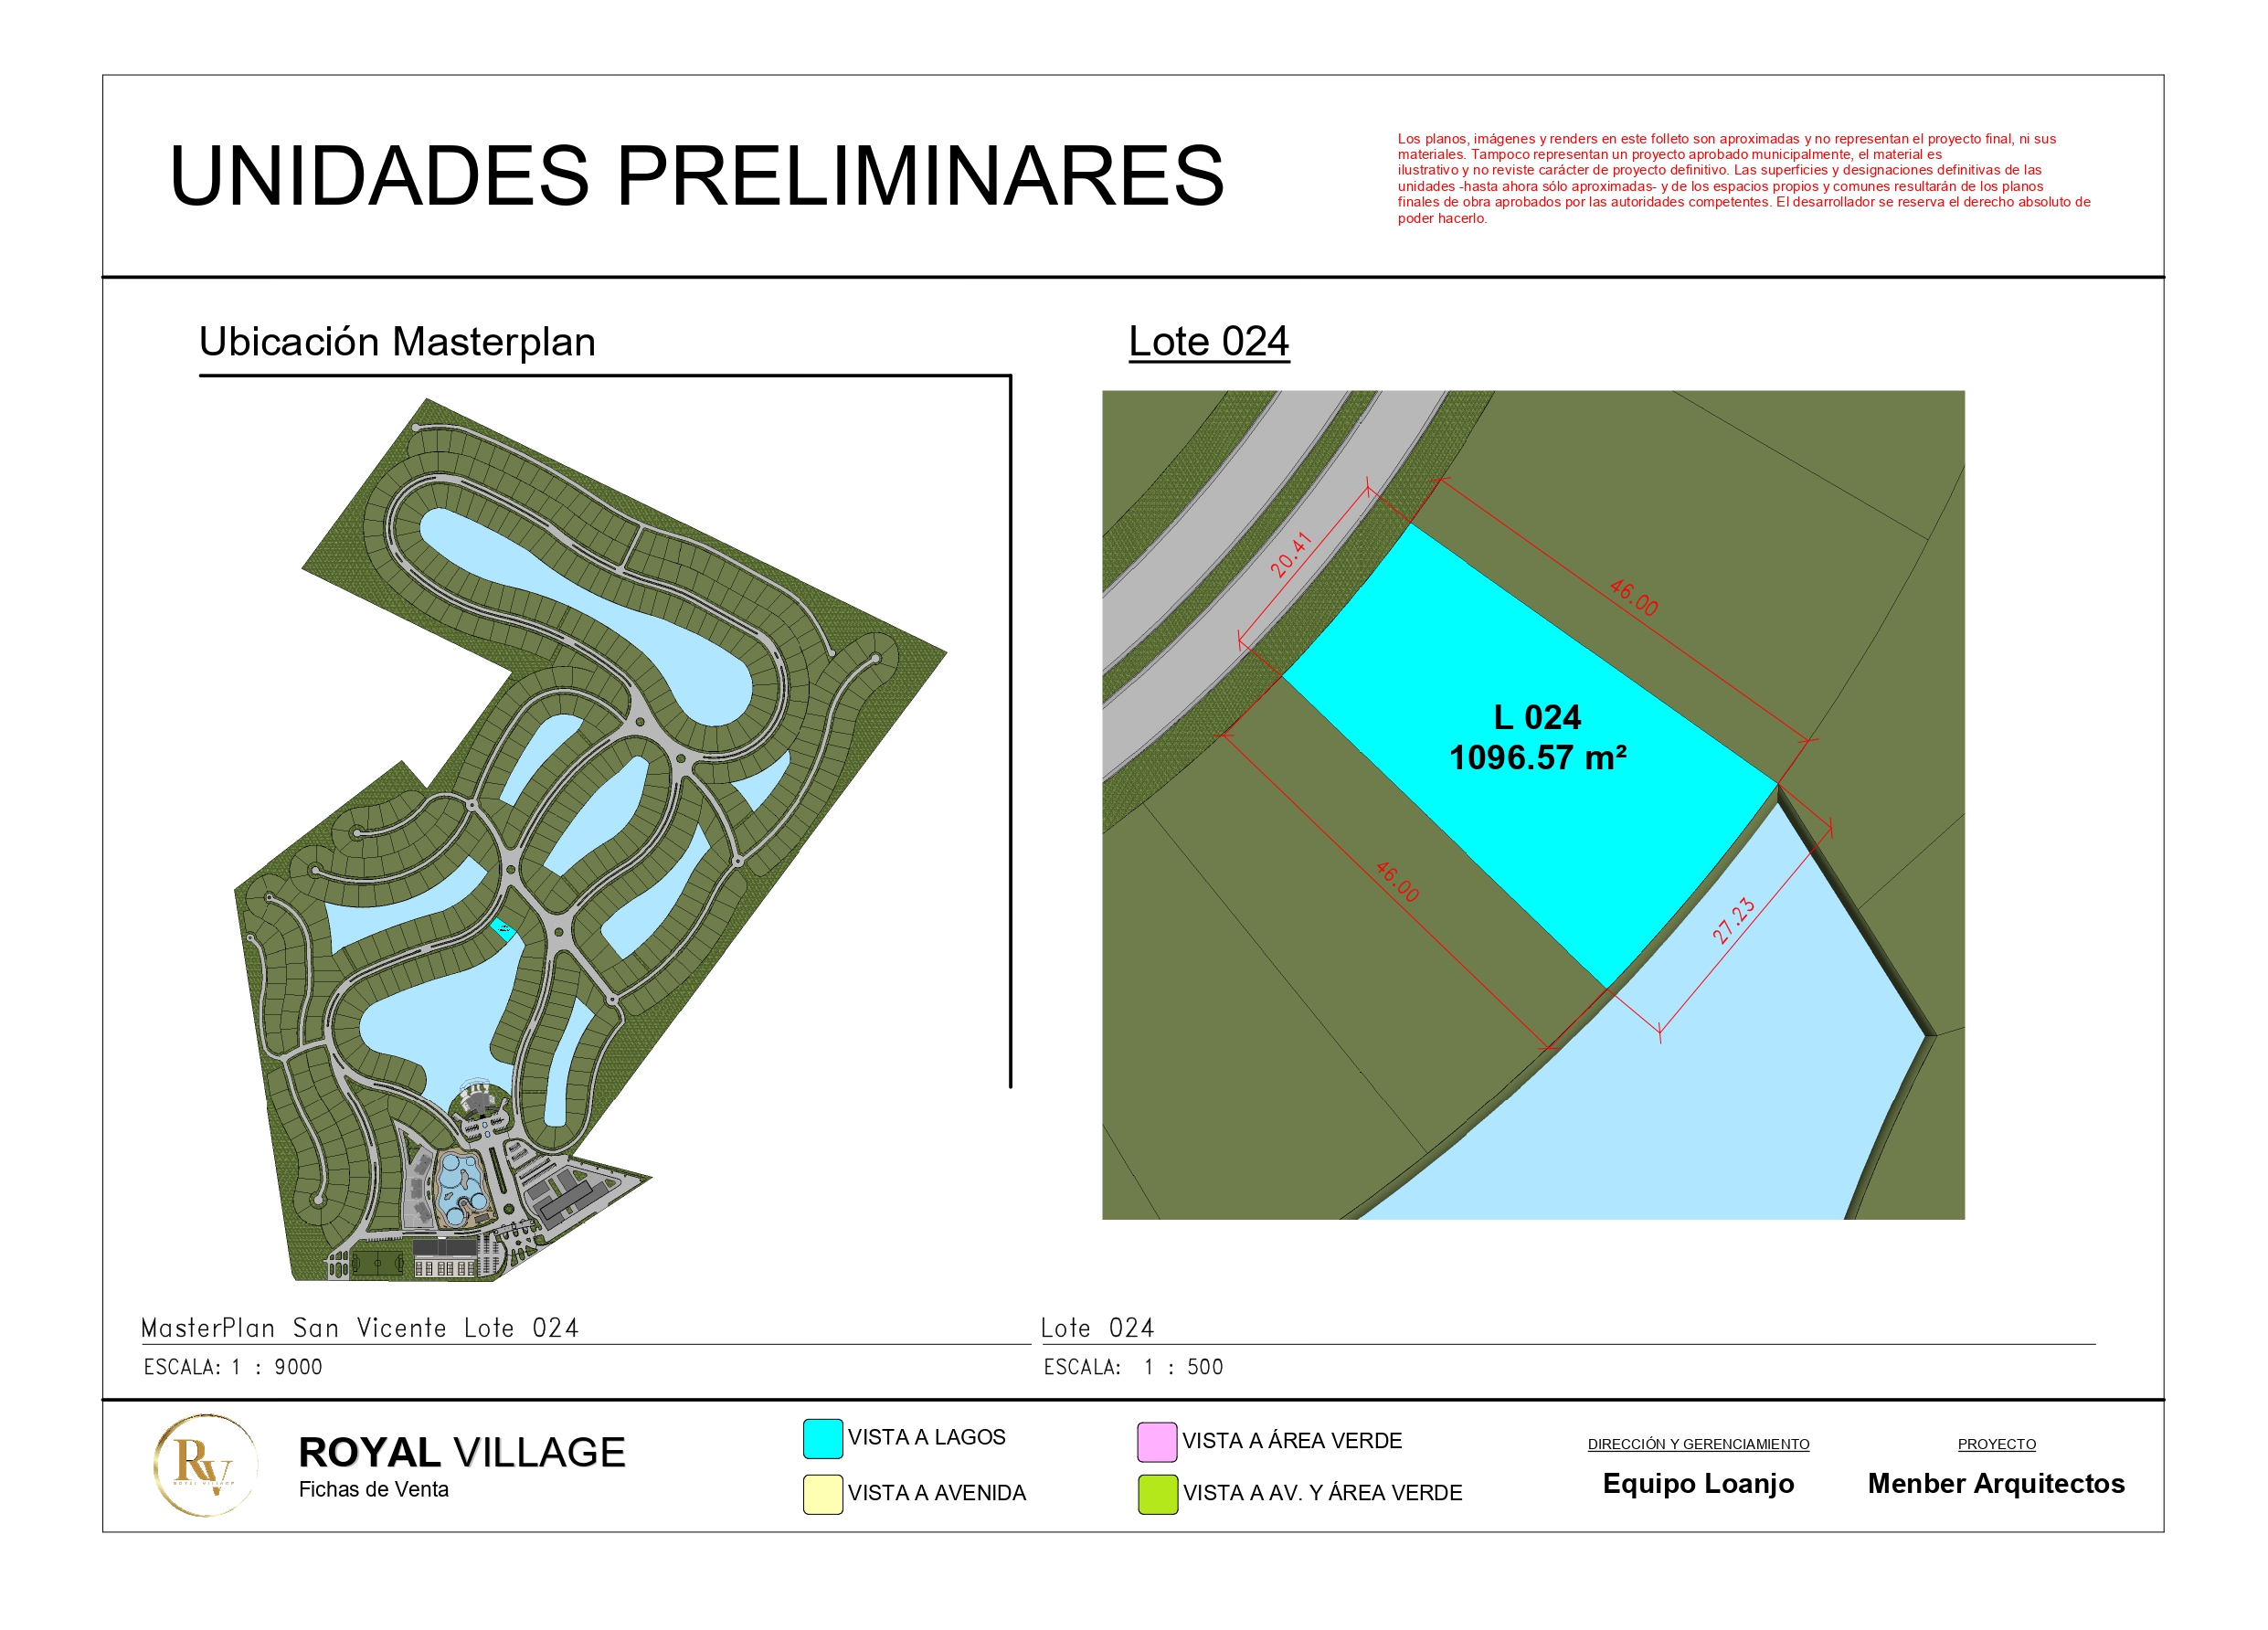 UNIDADES PRELIMINARES
Los planos, imágenes y renders en este folleto son aproximadas y no representan el proyecto final, ni sus
materiales. Tampoco representan un proyecto aprobado municipalmente, el material es
ilustrativo y no reviste carácter de proyecto definitivo. Las superficies y designaciones definitivas de las
unidades -hasta ahora sólo aproximadas- y de los espacios propios y comunes resultarán de los planos
finales de obra aprobados por las autoridades competentes. El desarrollador se reserva el derecho absoluto de
poder hacerlo.
Ubicación Masterplan
Lote 024
20.41
46.00
L 024
1096.57 m²
46.00
27.23
MasterPlan San Vicente Lote 024
ESCALA: 1 : 9000
Lote 024
ESCALA: 1 : 500
RV
ROYAL VILLAGE
ROYAL VILLAGE
Fichas de Venta
VISTA A LAGOS
VISTA A AVENIDA
VISTA A ÁREA VERDE
VISTA A AV. Y ÁREA VERDE
DIRECCIÓN Y GERENCIAMIENTO
Equipo Loanjo
PROYECTO
Menber Arquitectos